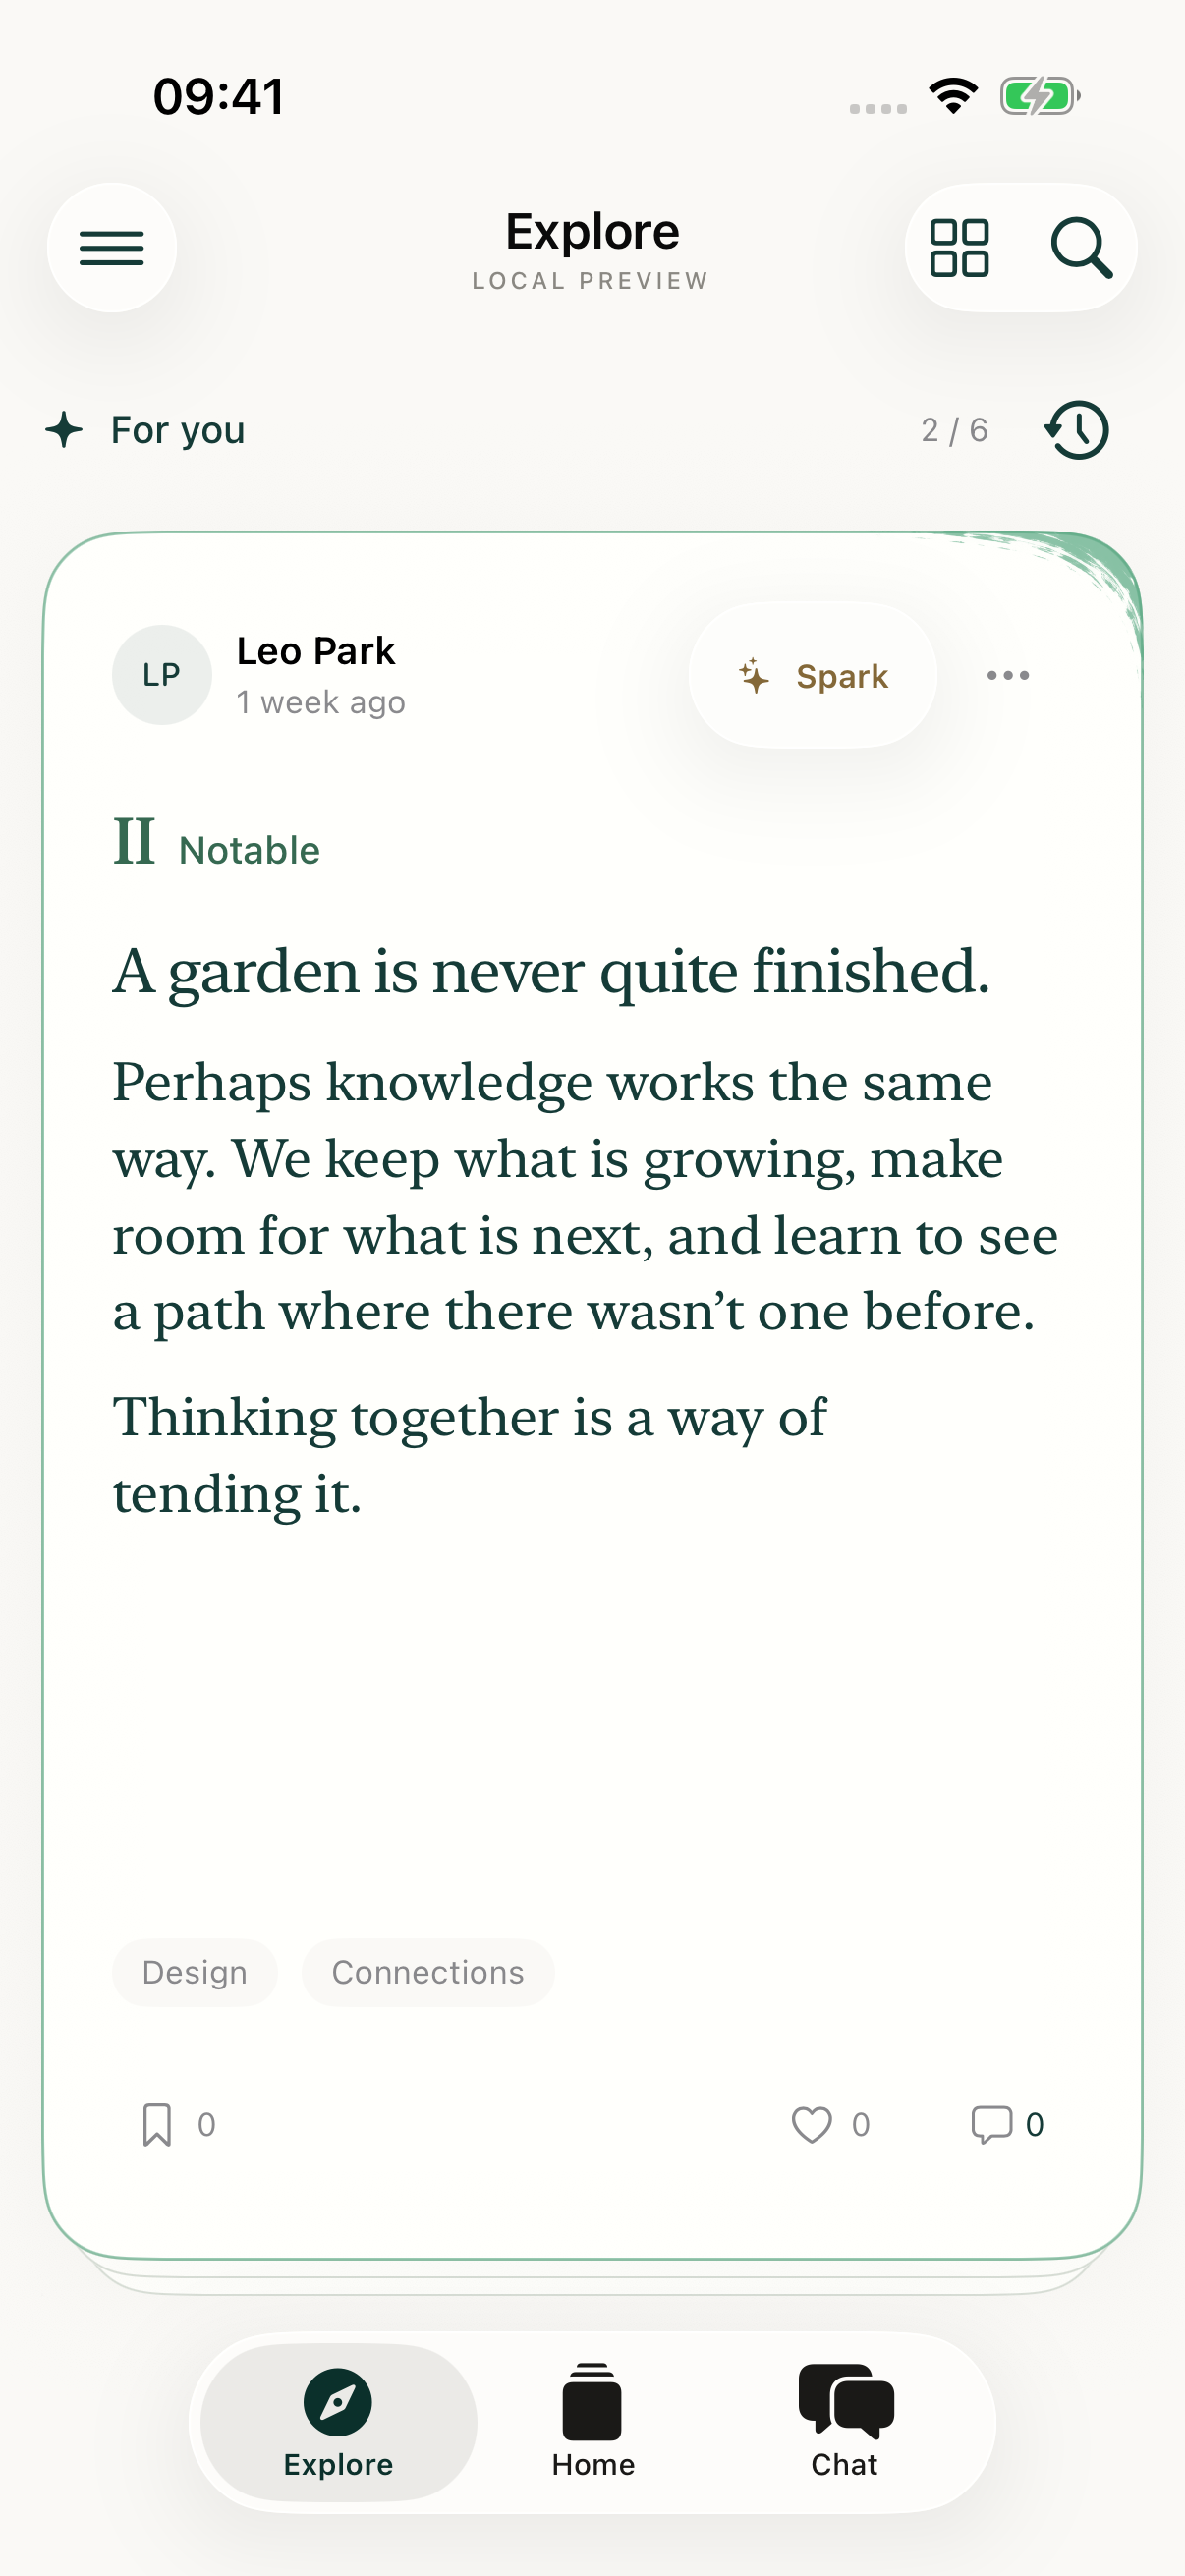 09:41
Explore
LOCAL PREVIEW
For you
2 / 6
LP
Leo Park
1 week ago
Spark
II Notable
A garden is never quite finished.
Perhaps knowledge works the same
way. We keep what is growing, make
room for what is next, and learn to see
a path where there wasn’t one before.
Thinking together is a way of
tending it.
Design
Connections
0
0
0
Explore
Home
Chat